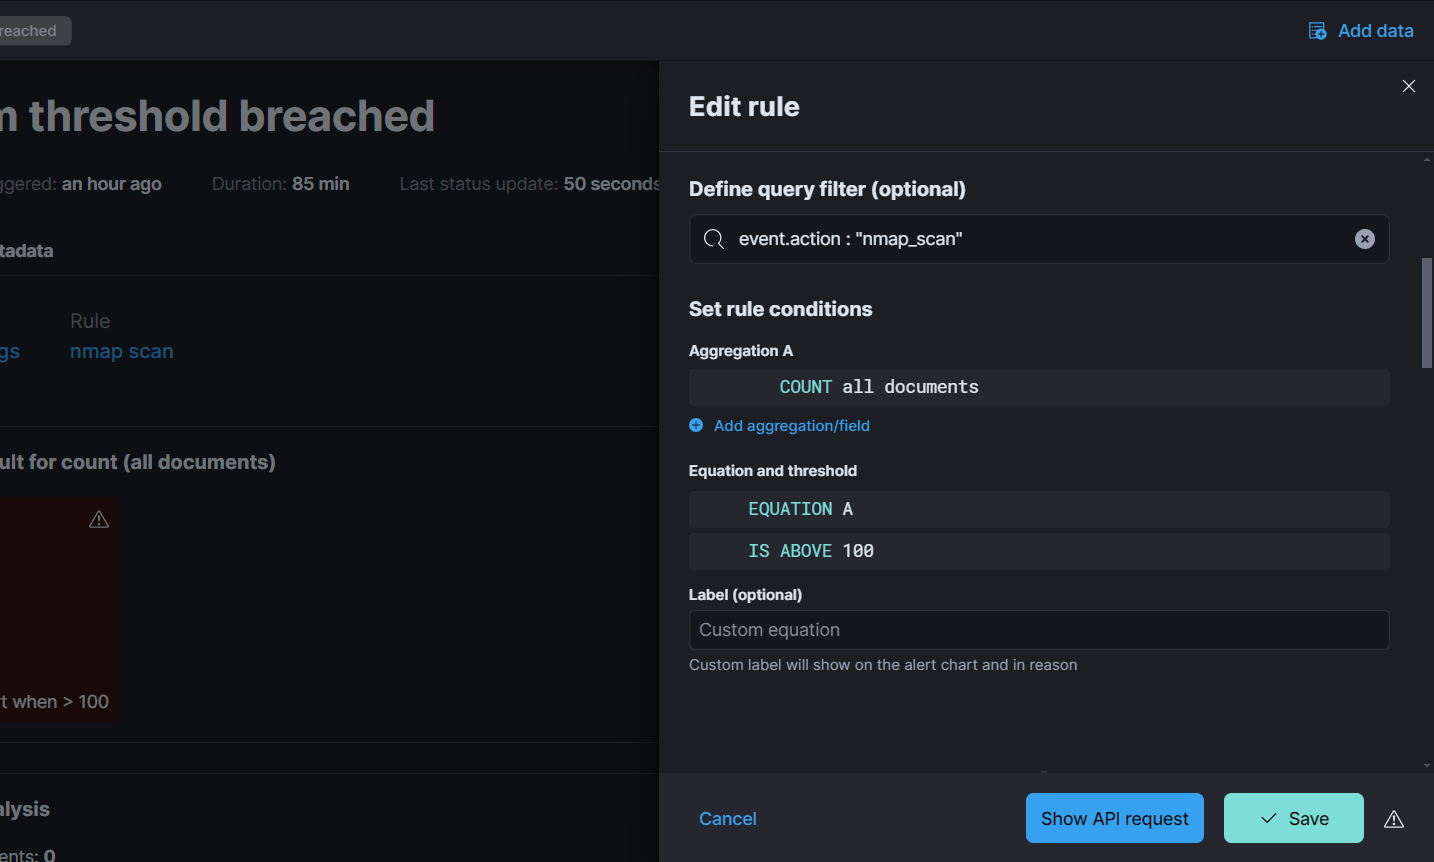 reached
Add data
m threshold breached
ggered: an hour ago Duration: 85 min Last status update: 50 seconds
tadata
Rule
gs nmap scan
ult for count (all documents)
t when > 100
alysis
ents: 0
Edit rule
Define query filter (optional)
event.action : "nmap_scan"
Set rule conditions
Aggregation A
COUNT all documents
Add aggregation/field
Equation and threshold
EQUATION A
IS ABOVE 100
Label (optional)
Custom equation
Custom label will show on the alert chart and in reason
Cancel Show API request Save